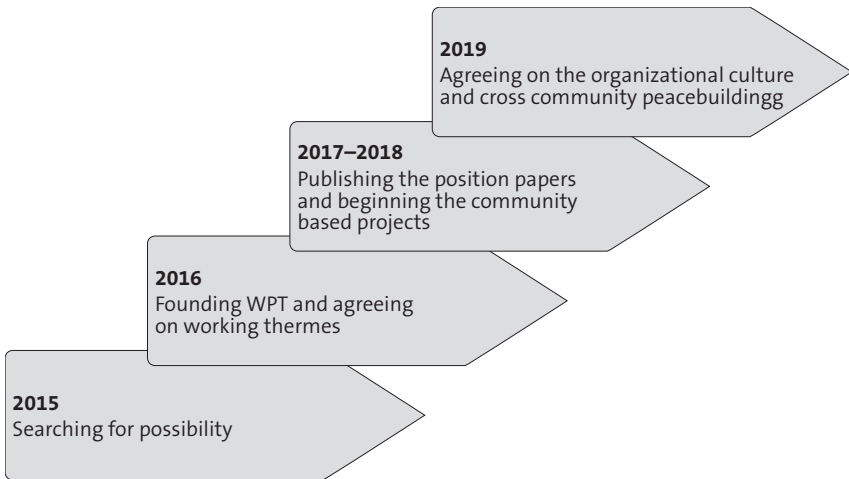 2019
Agreeing on the organizational culture
and cross community peacebuildingg
2017–2018
Publishing the position papers
and beginning the community
based projects
2016
Founding WPT and agreeing
on working thermes
2015
Searching for possibility